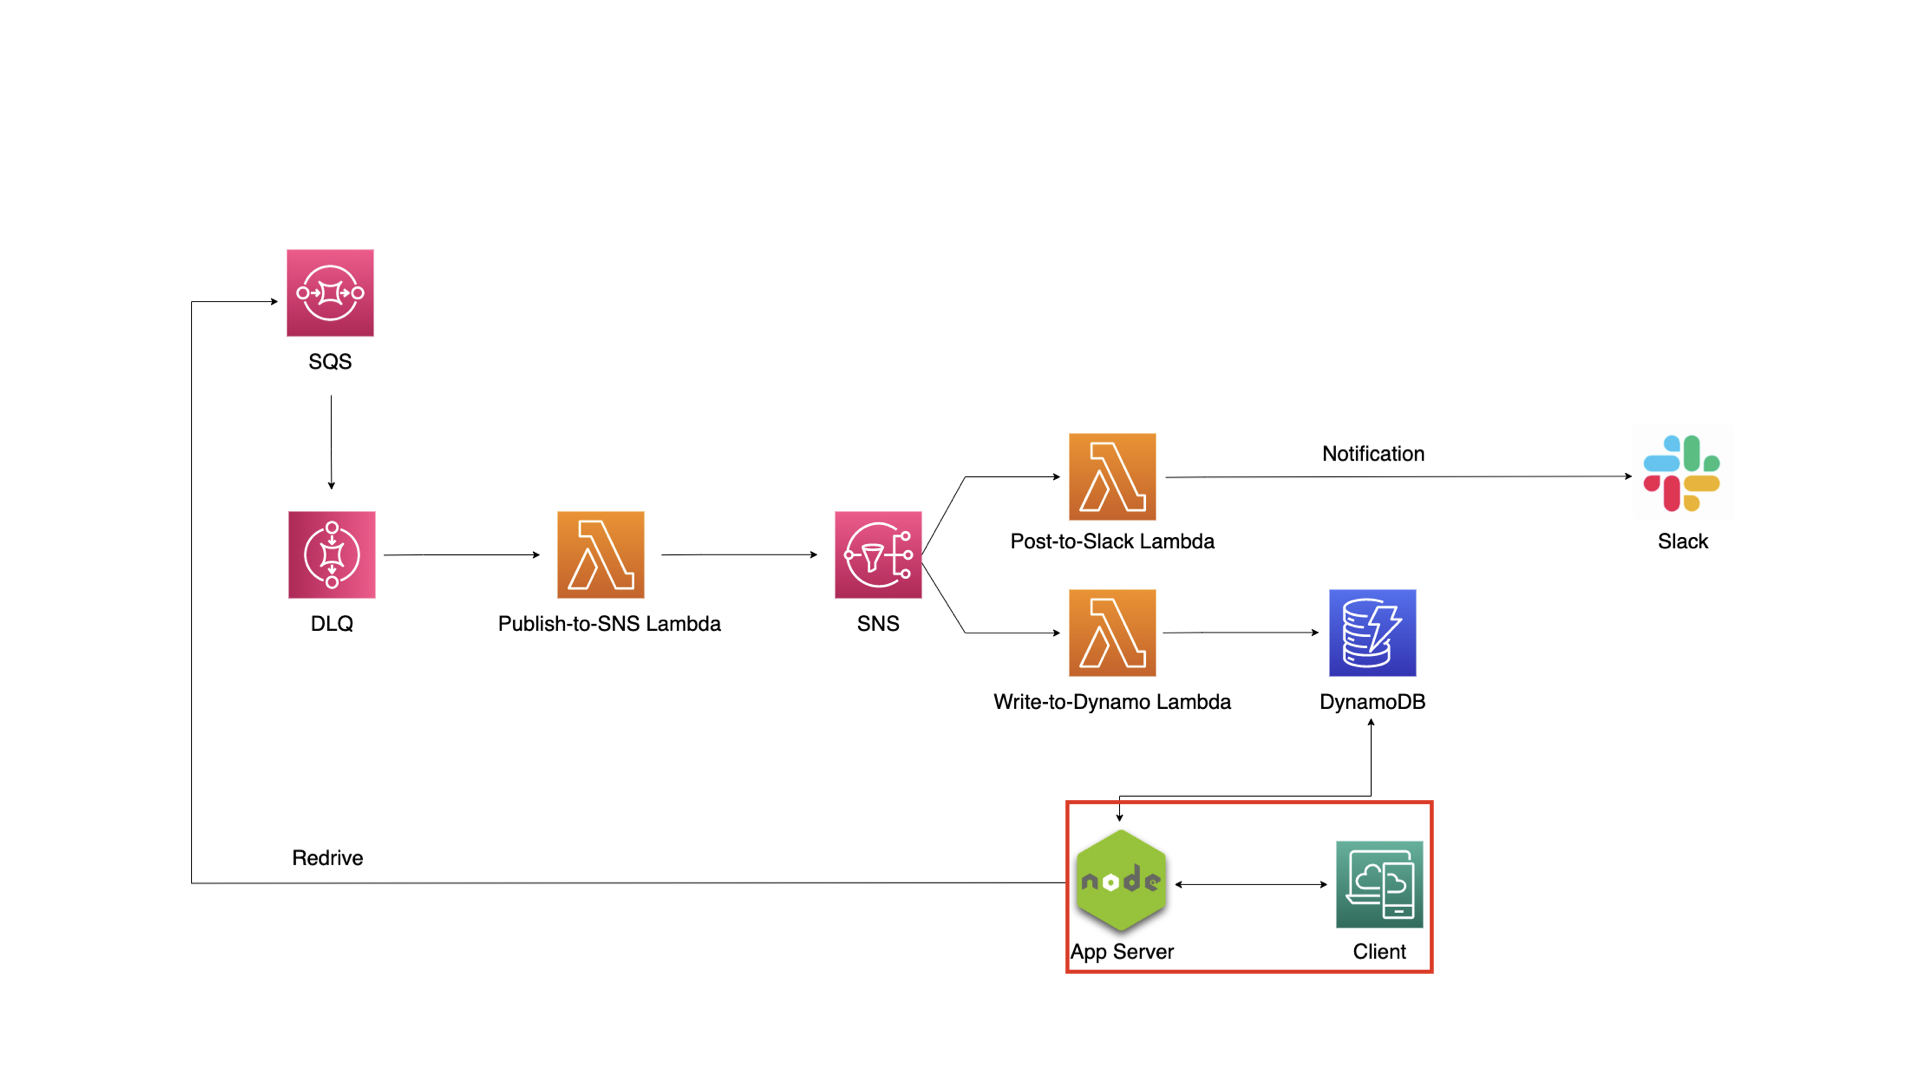 SQS
Notification
Post-to-Slack Lambda
Slack
DLQ
Publish-to-SNS Lambda
SNS
Write-to-Dynamo Lambda
DynamoDB
Redrive
node
App Server
Client